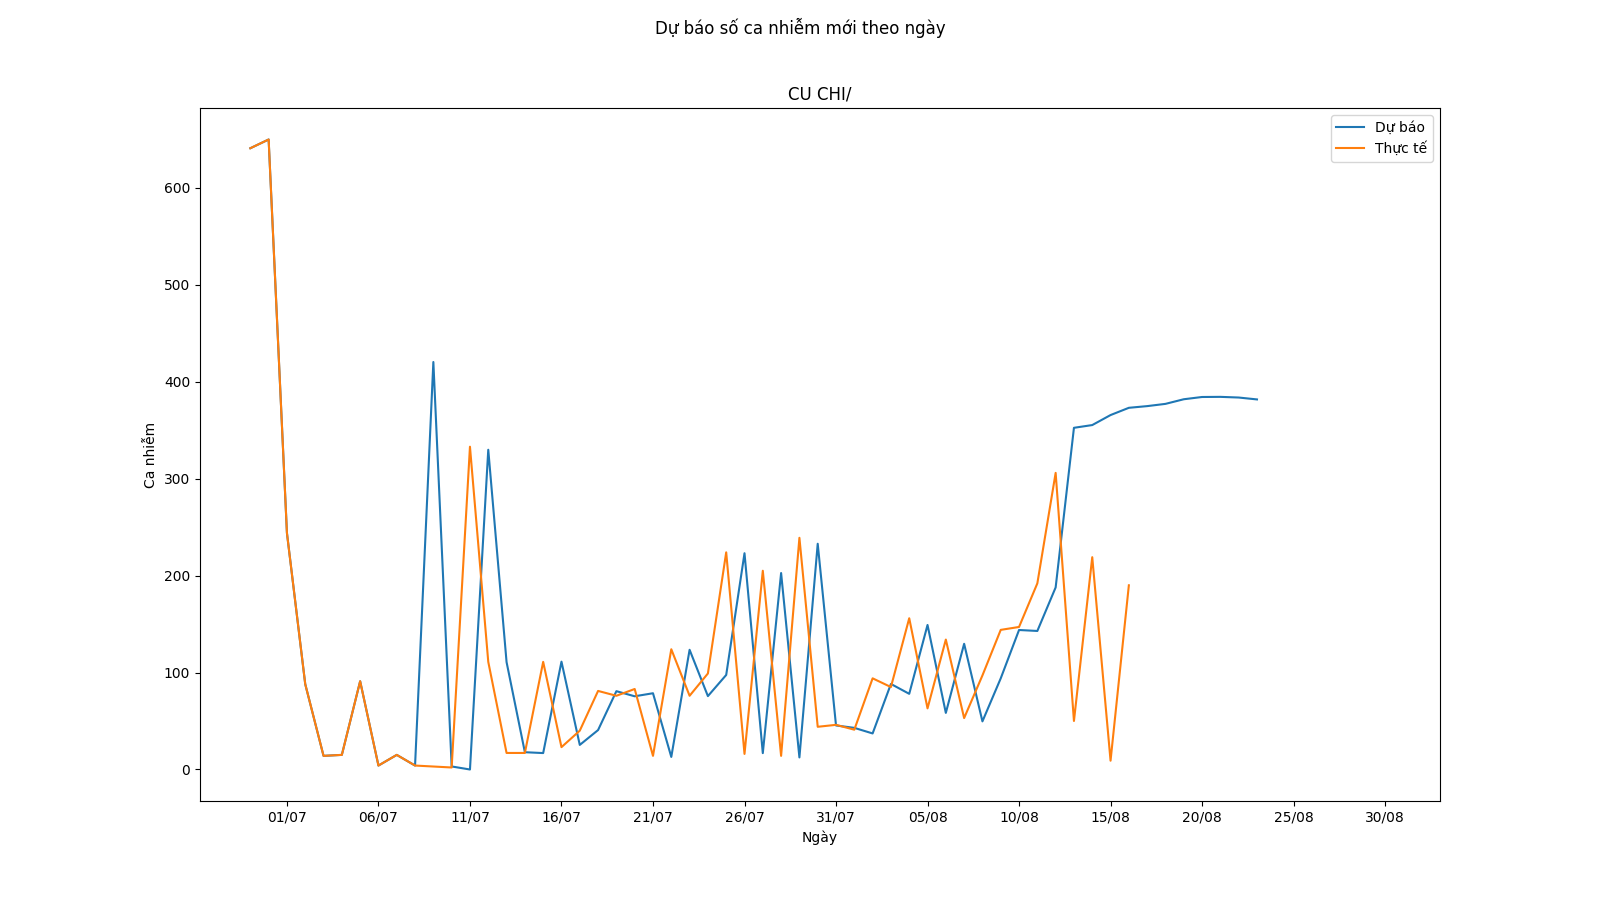 Dự báo số ca nhiễm mới theo ngày
CU CHI/
Dự báo
Thực tế
600
500
400
300
200
100
0
Ca nhiễm
01/07 06/07 11/07 16/07 21/07 26/07 31/07 05/08 10/08 15/08 20/08 25/08 30/08
Ngày